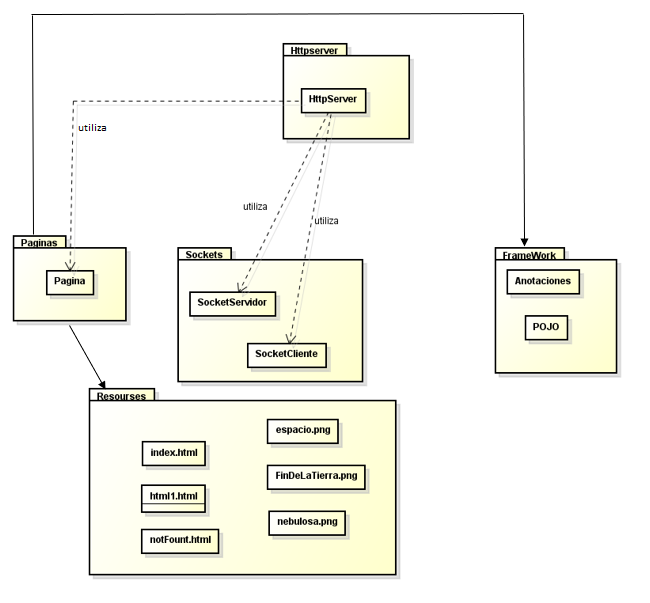 Httpserver
HttpServer
utiliza
utiliza
utiliza
Paginas
Pagina
Sockets
SocketServidor
SocketCliente
FrameWork
Anotaciones
POJO
Resourses
index.html
html1.html
notFount.html
espacio.png
FinDeLaTierra.png
nebulosa.png